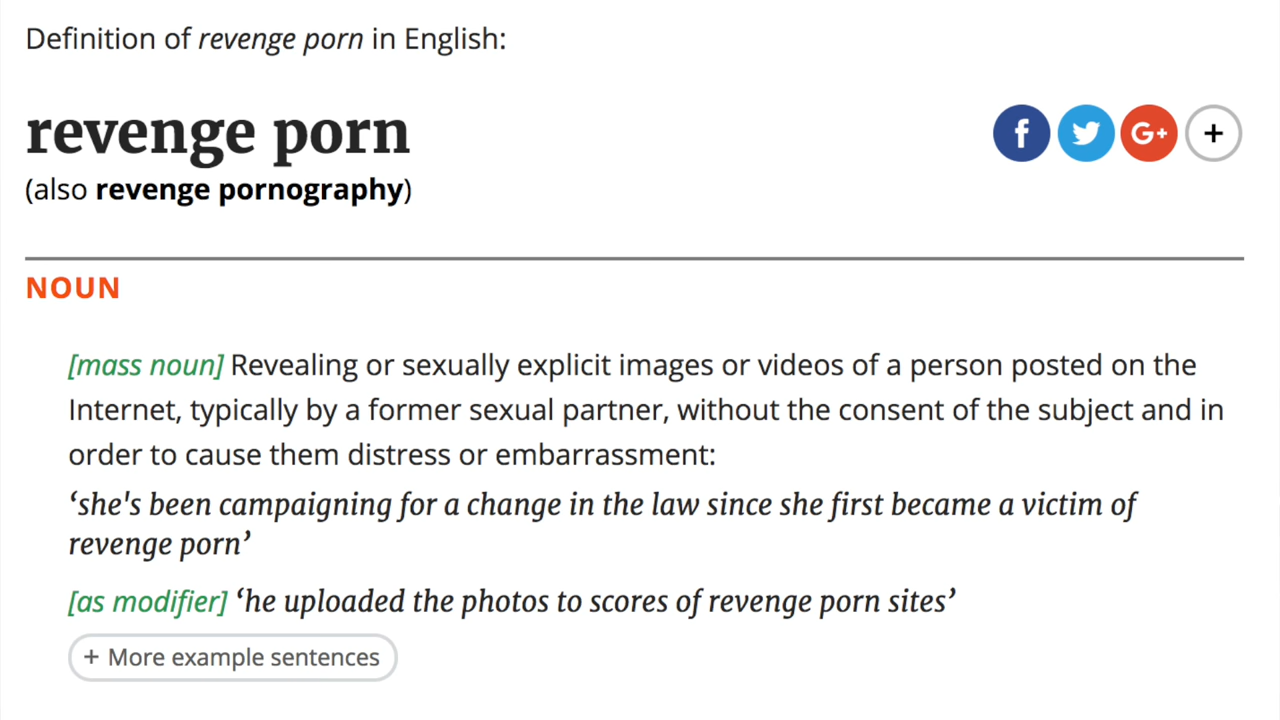 Definition of revenge porn in English:
revenge porn
(also revenge pornography)
f G+ +
NOUN
[mass noun] Revealing or sexually explicit images or videos of a person posted on the
Internet, typically by a former sexual partner, without the consent of the subject and in
order to cause them distress or embarrassment:
‘she's been campaigning for a change in the law since she first became a victim of
revenge porn’
[as modifier] ‘he uploaded the photos to scores of revenge porn sites’
+ More example sentences